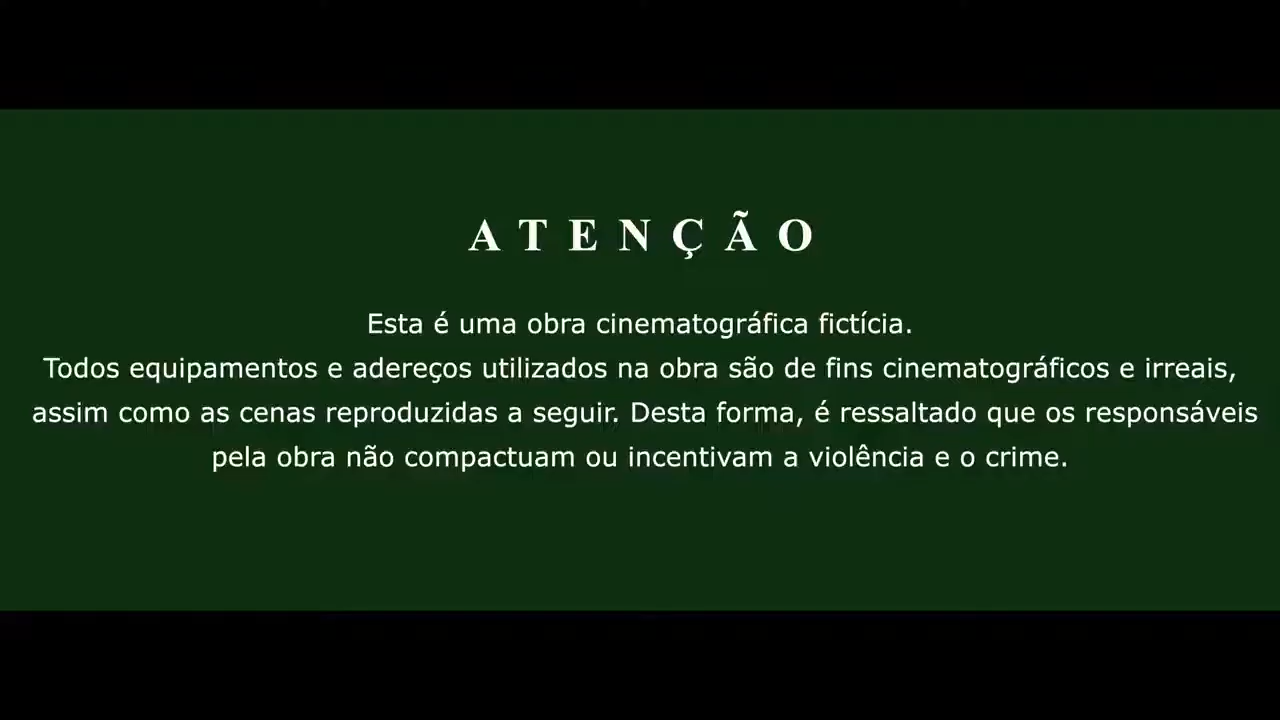 ATENÇÃO
Esta é uma obra cinematográfica fictícia.
Todos equipamentos e adereços utilizados na obra são de fins cinematográficos e irreais,
assim como as cenas reproduzidas a seguir. Desta forma, é ressaltado que os responsáveis
pela obra não compactuam ou incentivam a violência e o crime.